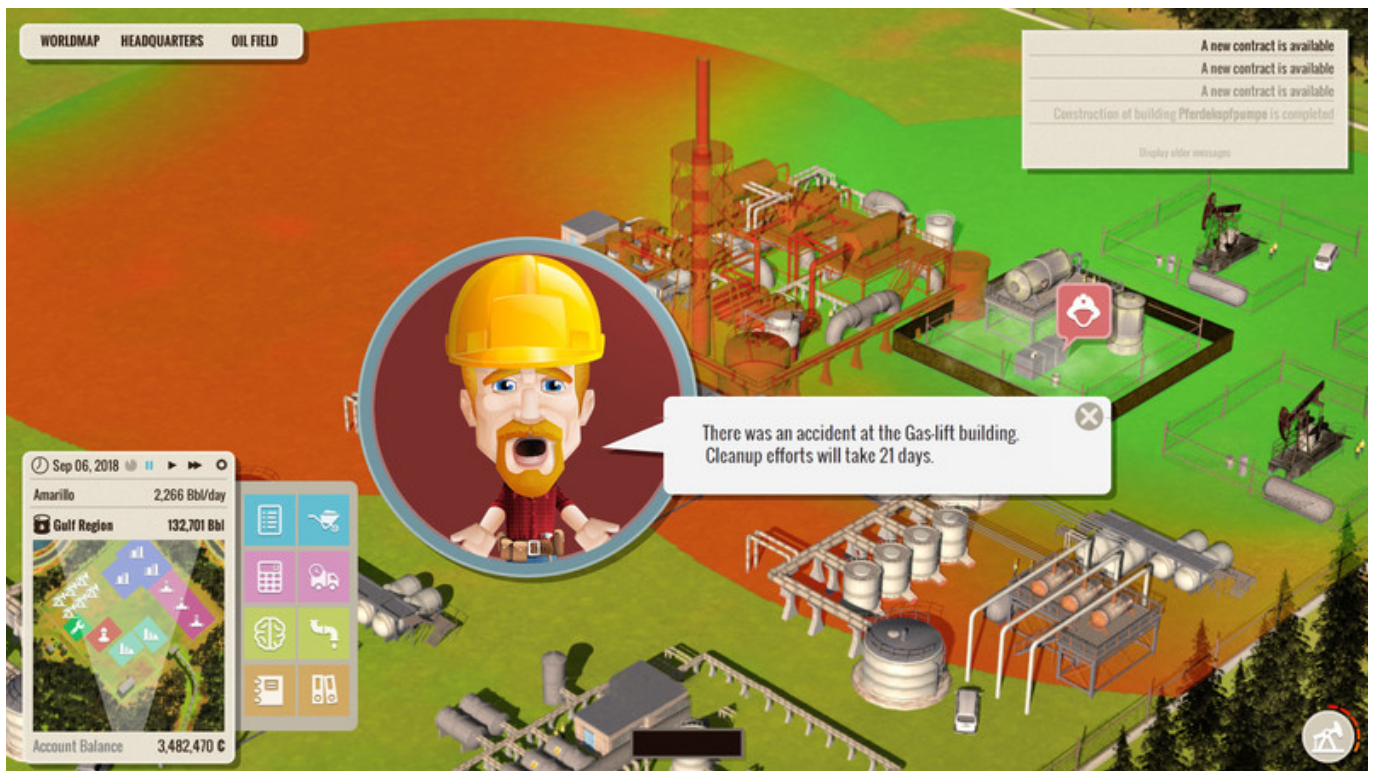 WORLDMAP HEADQUARTERS OIL FIELD
A new contract is available
A new contract is available
A new contract is available
Construction of building Pferdekopfpumpe is completed
Display older messages
There was an accident at the Gas-lift building.
Cleanup efforts will take 21 days.
Sep 06, 2018
Amarillo 2,266 Bbl/day
Gulf Region 132,701 Bbl
Account Balance 3,482,470 ₵